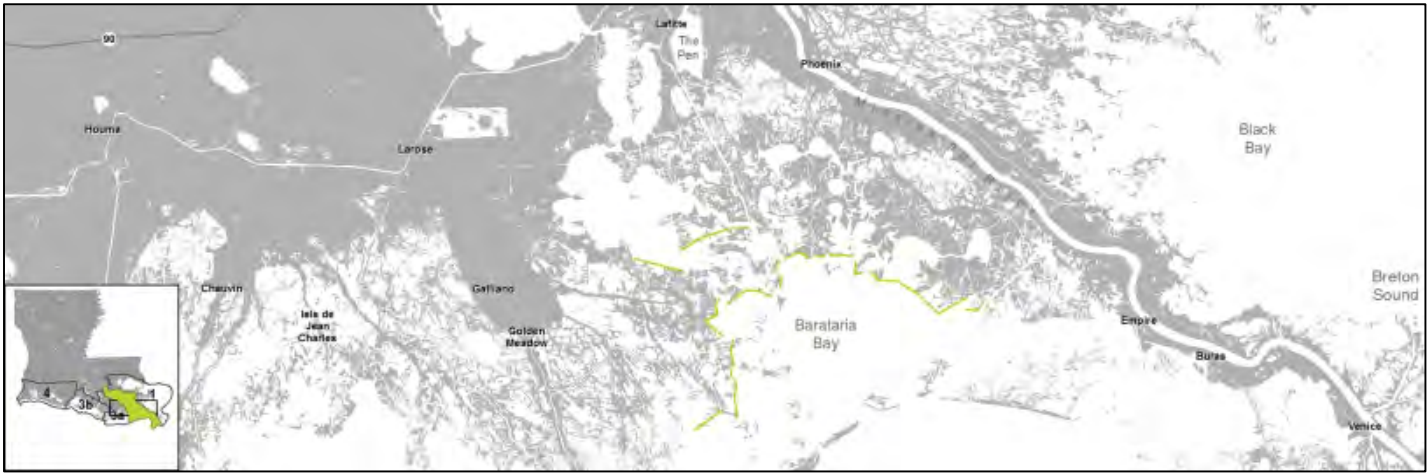 90
Lafitte
The
Pen
Phoenix
Houma
Larose
Black
Bay
Chauvin
Galliano
Isle de
Jean
Charles
Golden
Meadow
Barataria
Bay
Breton
Sound
Empire
Buras
Venice
4
3b
3a
1